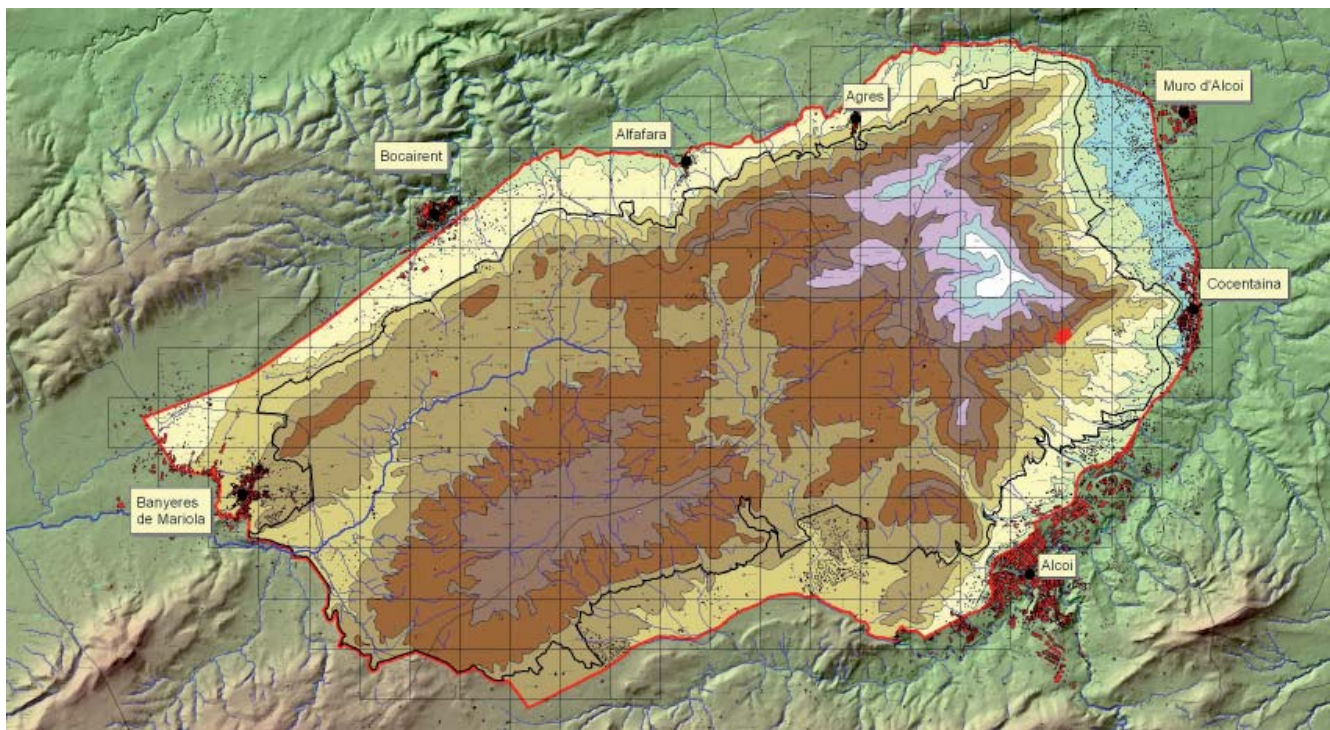 Muro d'Alcoi
Agres
Alfafara
Bocairent
Cocentaina
Banyeres
de Mariola
Alcoi